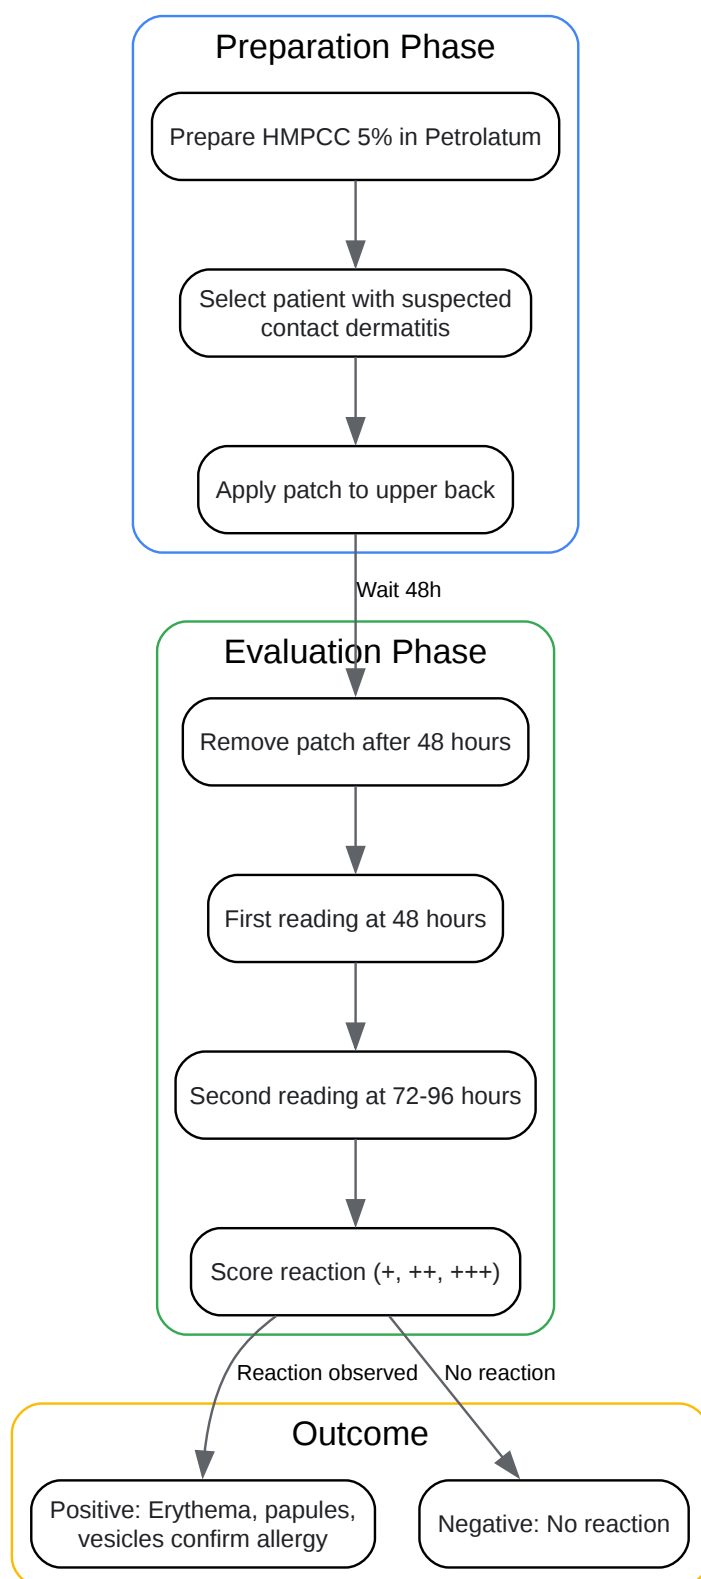 Preparation Phase
Prepare HMPCC 5% in Petrolatum
Select patient with suspected
contact dermatitis
Apply patch to upper back
Wait 48h
Evaluation Phase
Remove patch after 48 hours
First reading at 48 hours
Second reading at 72-96 hours
Score reaction (+, ++, +++)
Reaction observed
No reaction
Outcome
Positive: Erythema, papules,
vesicles confirm allergy
Negative: No reaction